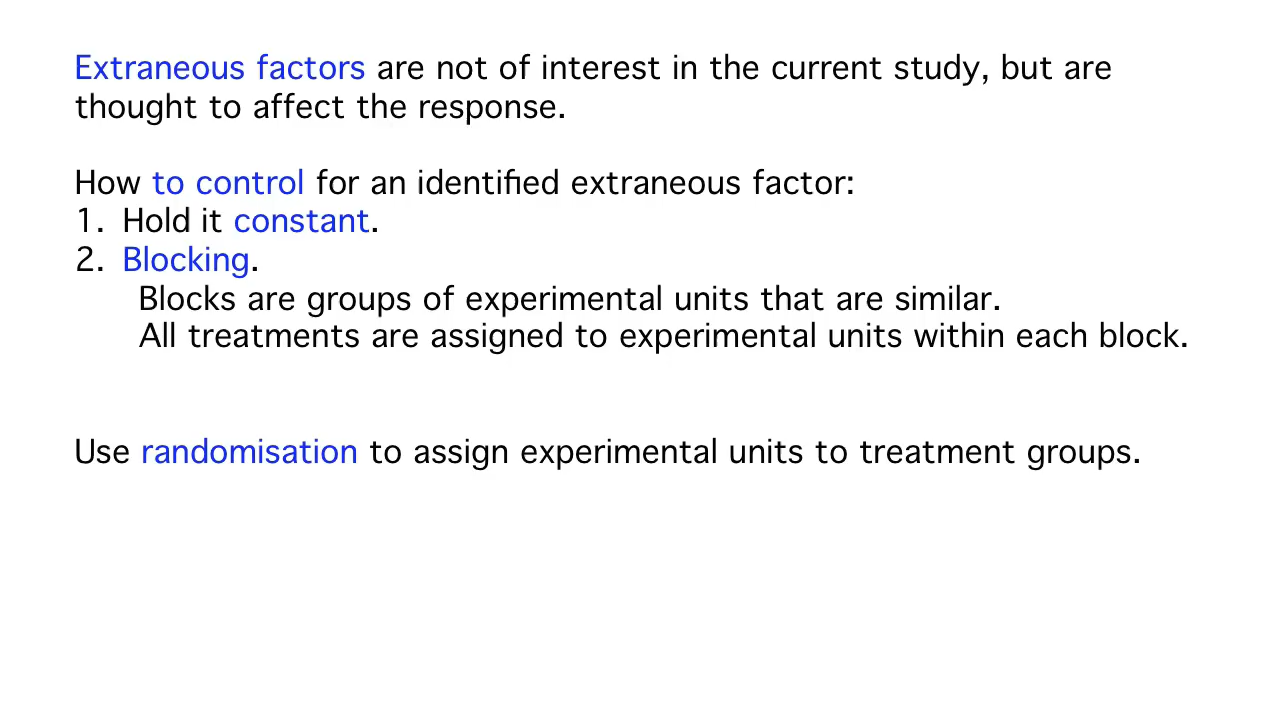 Extraneous factors are not of interest in the current study, but are
thought to affect the response.
How to control for an identified extraneous factor:
1. Hold it constant.
2. Blocking.
Blocks are groups of experimental units that are similar.
All treatments are assigned to experimental units within each block.
Use randomisation to assign experimental units to treatment groups.